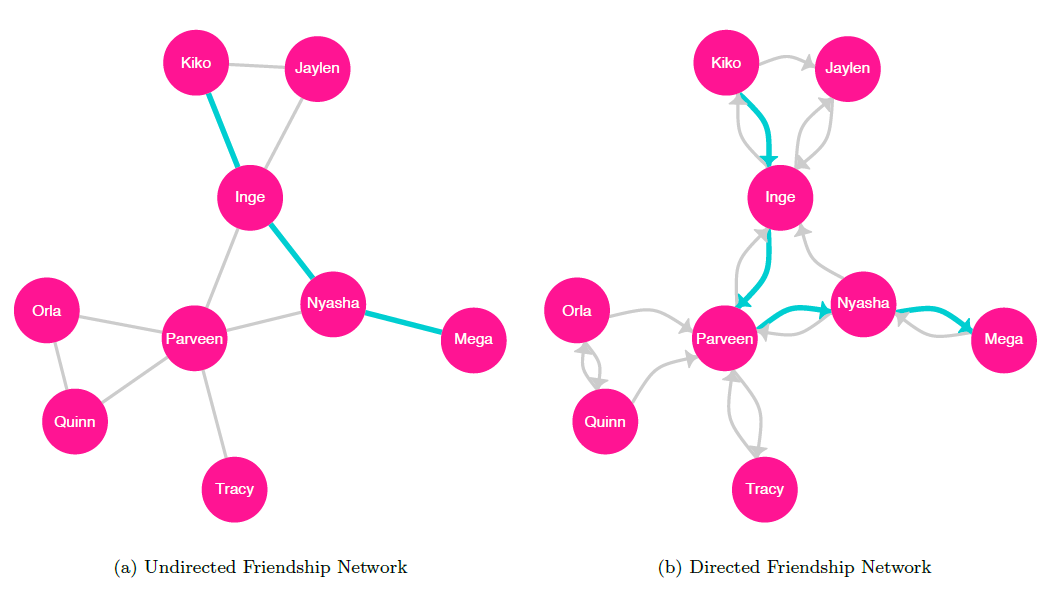 Kiko
Jaylen
Inge
Orla
Nyasha
Parveen
Mega
Quinn
Tracy
(a) Undirected Friendship Network
Kiko
Jaylen
Inge
Orla
Nyasha
Parveen
Mega
Quinn
Tracy
(b) Directed Friendship Network